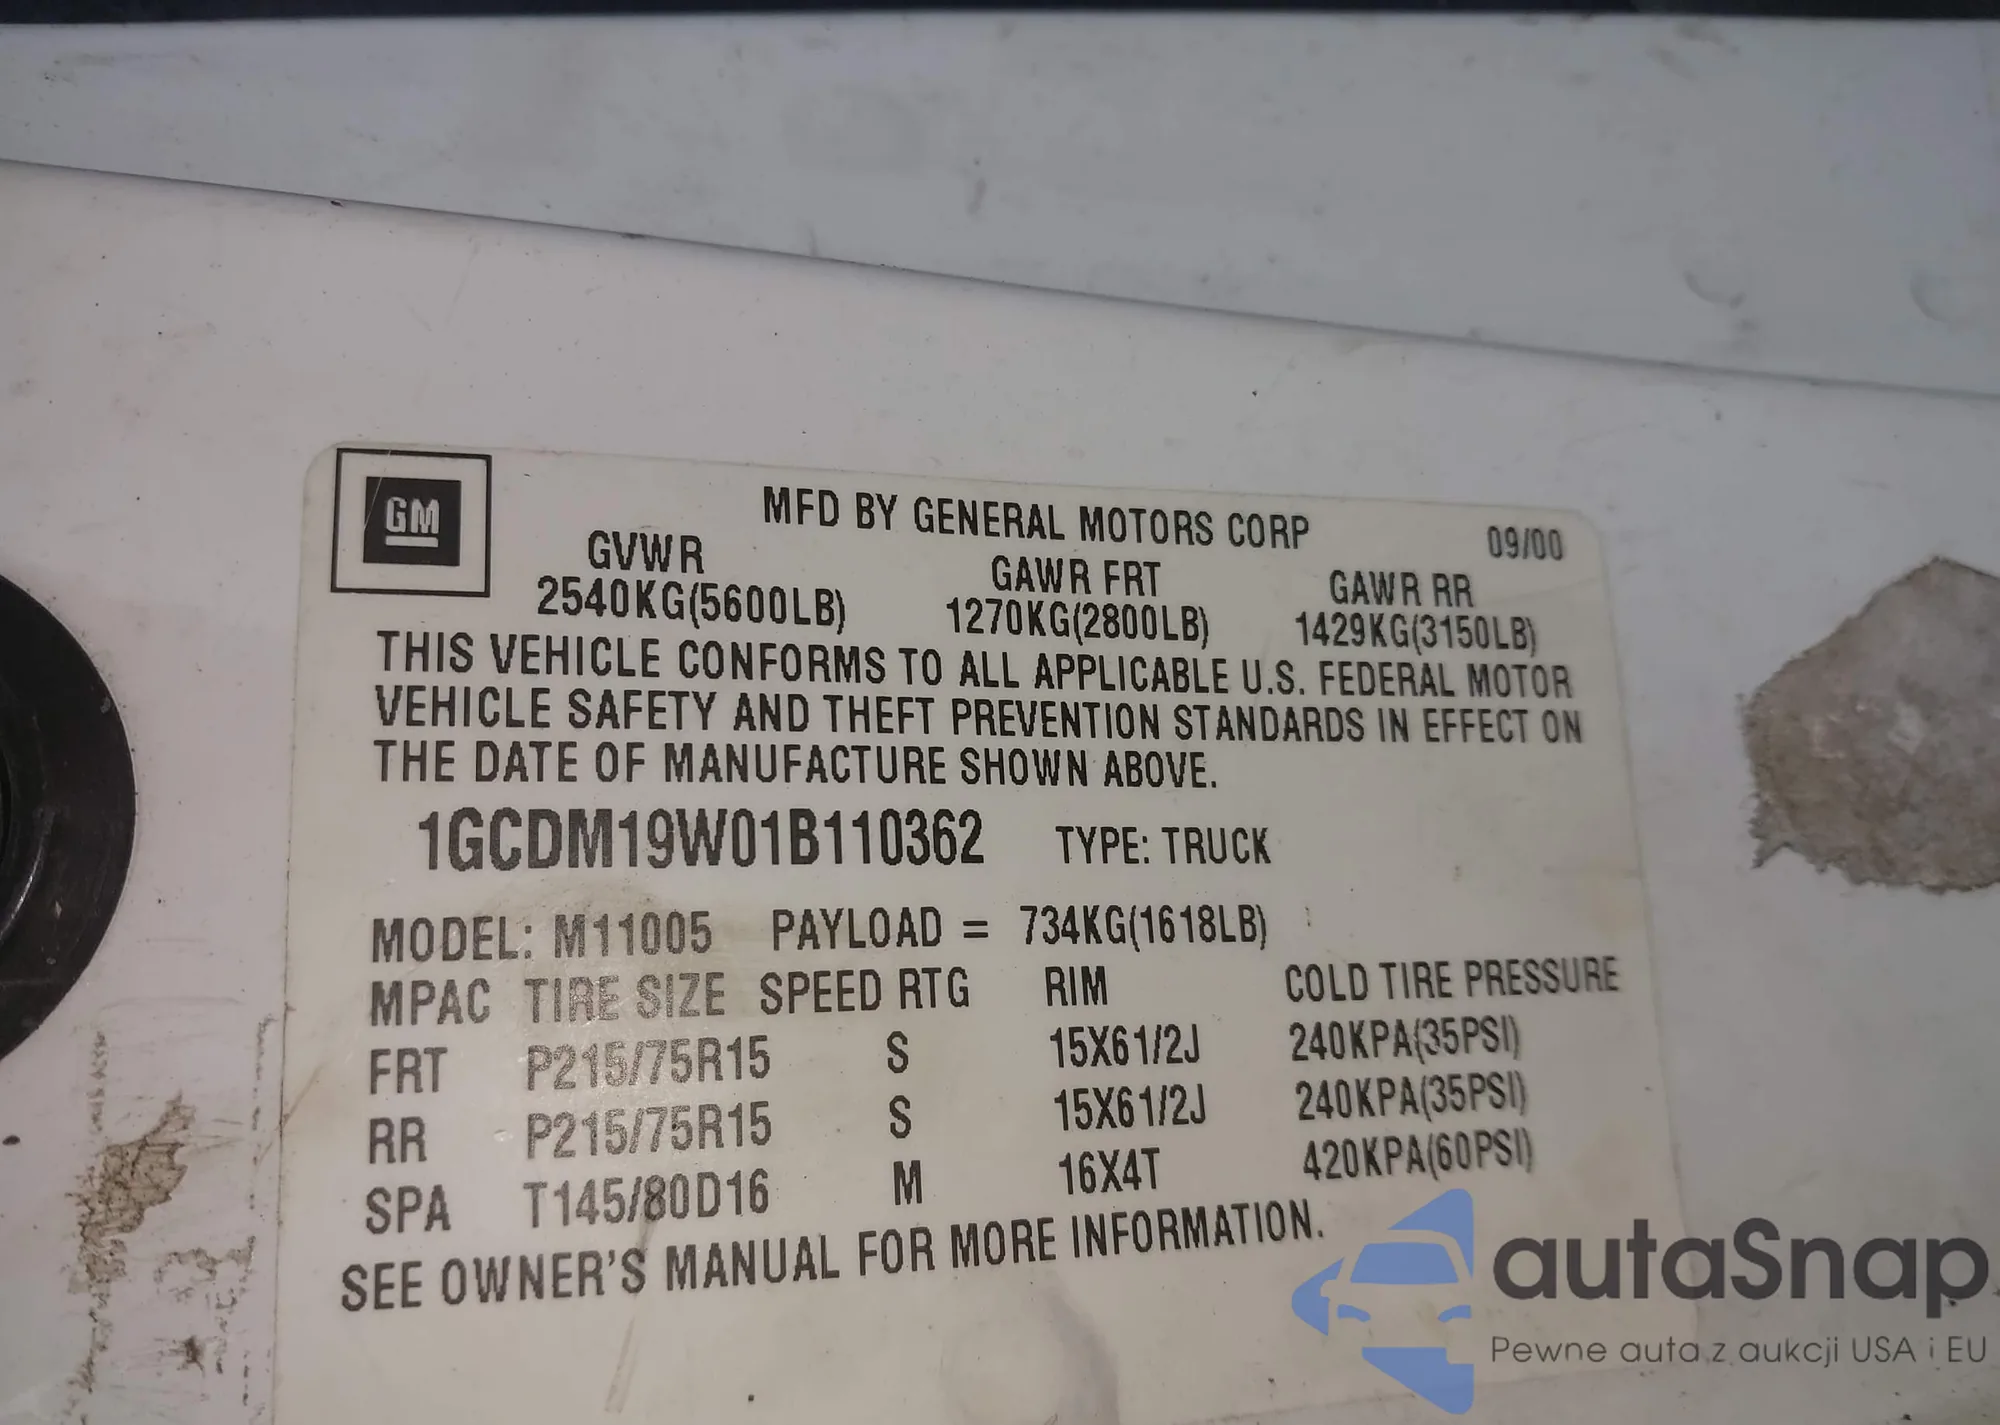 GM
MFD BY GENERAL MOTORS CORP 09/00
GVWR GAWR FRT GAWR RR
2540KG(5600LB) 1270KG(2800LB) 1429KG(3150LB)
THIS VEHICLE CONFORMS TO ALL APPLICABLE U.S. FEDERAL MOTOR
VEHICLE SAFETY AND THEFT PREVENTION STANDARDS IN EFFECT ON
THE DATE OF MANUFACTURE SHOWN ABOVE.
1GCDM19W01B110362 TYPE: TRUCK
MODEL: M11005 PAYLOAD = 734KG(1618LB)
MPAC TIRE SIZE SPEED RTG RIM COLD TIRE PRESSURE
FRT P215/75R15 S 15X61/2J 240KPA(35PSI)
RR P215/75R15 S 15X61/2J 240KPA(35PSI)
SPA T145/80D16 M 16X4T 420KPA(60PSI)
SEE OWNER'S MANUAL FOR MORE INFORMATION.
autaSnap
Pewne auta z aukcji USA i EU